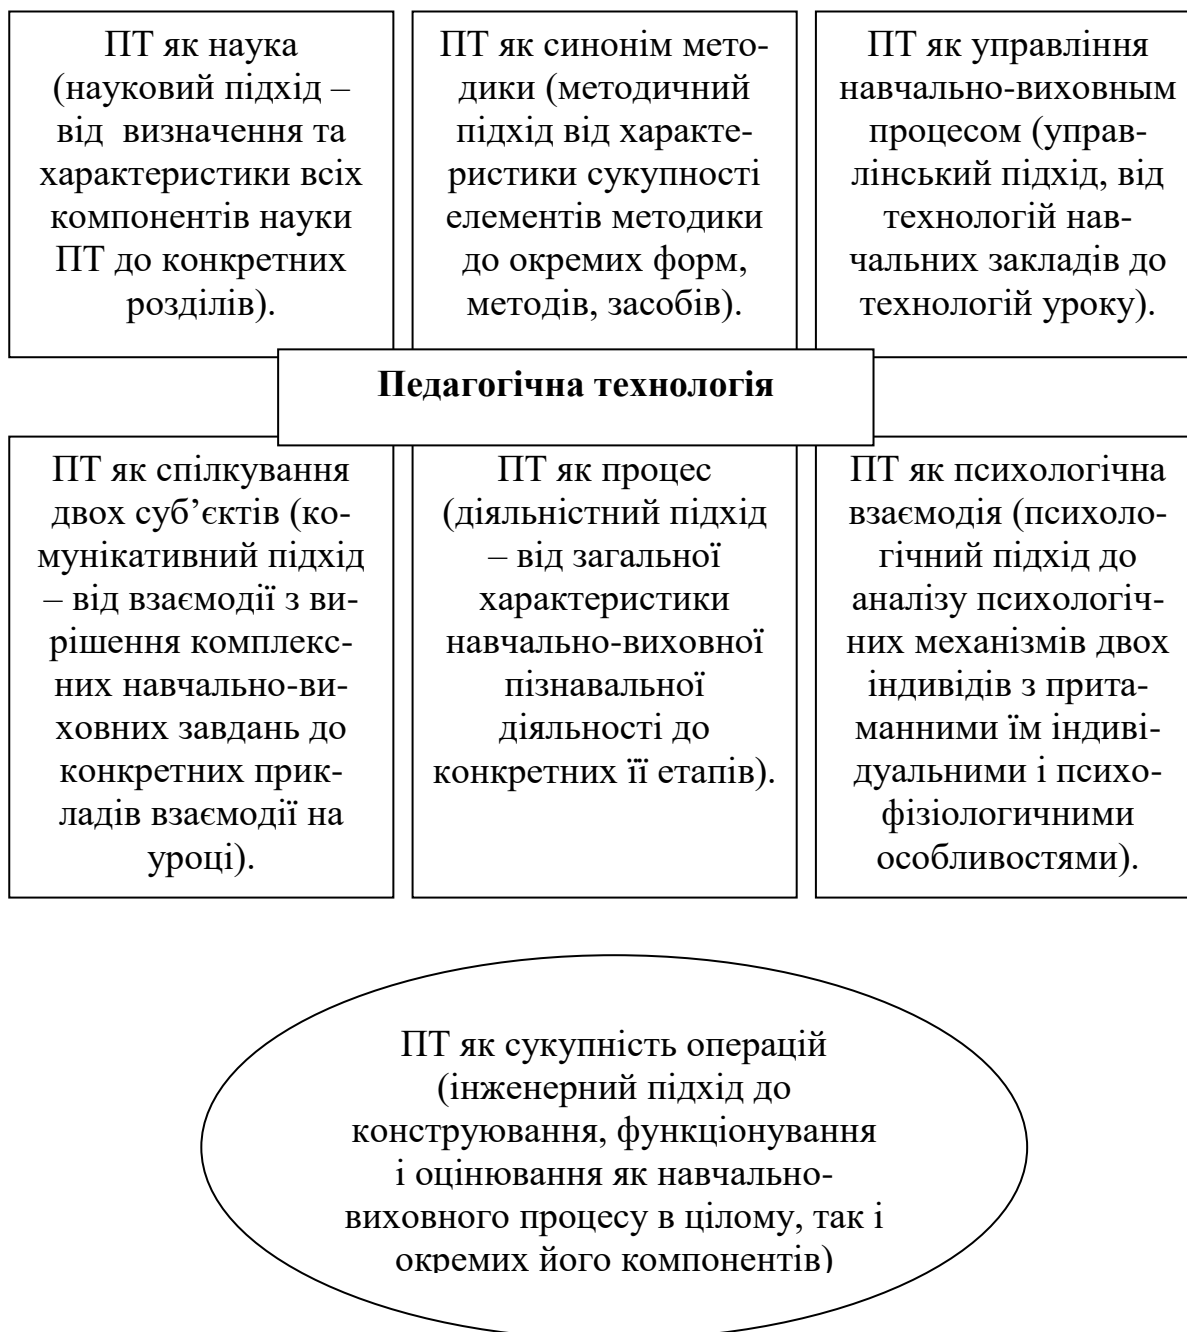 ПТ як наука
(науковий підхід –
від визначення та
характеристики всіх
компонентів науки
ПТ до конкретних
розділів).
ПТ як синонім мето-
дики (методичний
підхід від характе-
ристики сукупності
елементів методики
до окремих форм,
методів, засобів).
ПТ як управління
навчально-виховным
процесом (управ-
лінський підхід, від
технологій нав-
чальних закладів до
технологій уроку).
Педагогічна технологія
ПТ як спілкування
двох суб’єктів (ко-
мунікативний підхід
– від взаємодії з ви-
рішення комплекс-
них навчально-ви-
ховних завдань до
конкретних прик-
ладів взаємодії на
уроці).
ПТ як процес
(діяльністний підхід
– від загальної
характеристики
навчально-виховної
пізнавальної
діяльності до
конкретних її етапів).
ПТ як психологічна
взаємодія (психоло-
гічний підхід до
аналізу психологіч-
них механізмів двох
індивідів з прита-
манними їм індиві-
дуальними і психо-
фізіологичними
особливостями).
ПТ як сукупність операцій
(інженерний підхід до
конструювання, функціонування
і оцінювання як навчально-
виховного процесу в цілому, так і
окремих його компонентів)